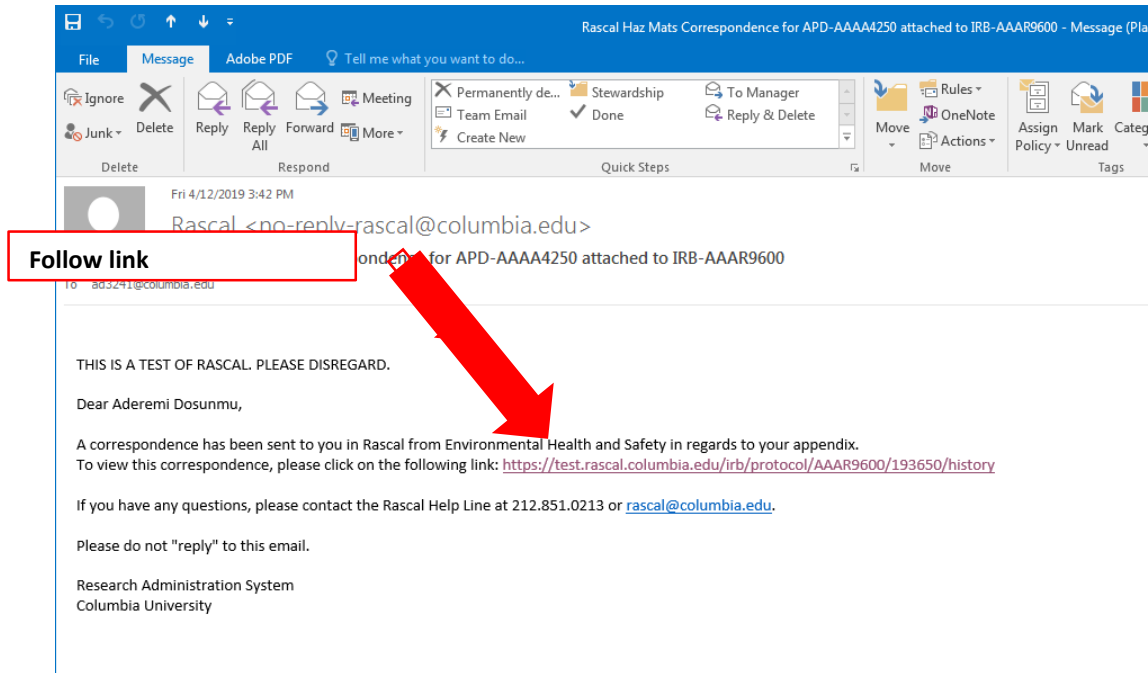 Rascal Haz Mats Correspondence for APD-AAAA4250 attached to IRB-AAAR9600 - Message (Pla
File Message Adobe PDF Tell me what you want to do...
Ignore
Junk
Delete
Reply
Reply All
Forward
Meeting
More
Permanently de...
Team Email
Create New
Stewardship
Done
To Manager
Reply & Delete
Move
Rules
OneNote
Actions
Assign Policy
Mark Unread
Categ
Delete Respond Quick Steps Move Tags
Fri 4/12/2019 3:42 PM
Rascal <no-reply-rascal@columbia.edu>
Follow link
for APD-AAAA4250 attached to IRB-AAAR9600
To ad3241@columbia.edu
THIS IS A TEST OF RASCAL. PLEASE DISREGARD.
Dear Aderemi Dosunmu,
A correspondence has been sent to you in Rascal from Environmental Health and Safety in regards to your appendix.
To view this correspondence, please click on the following link: https://test.rascal.columbia.edu/irb/protocol/AAAR9600/193650/history
If you have any questions, please contact the Rascal Help Line at 212.851.0213 or rascal@columbia.edu.
Please do not "reply" to this email.
Research Administration System
Columbia University